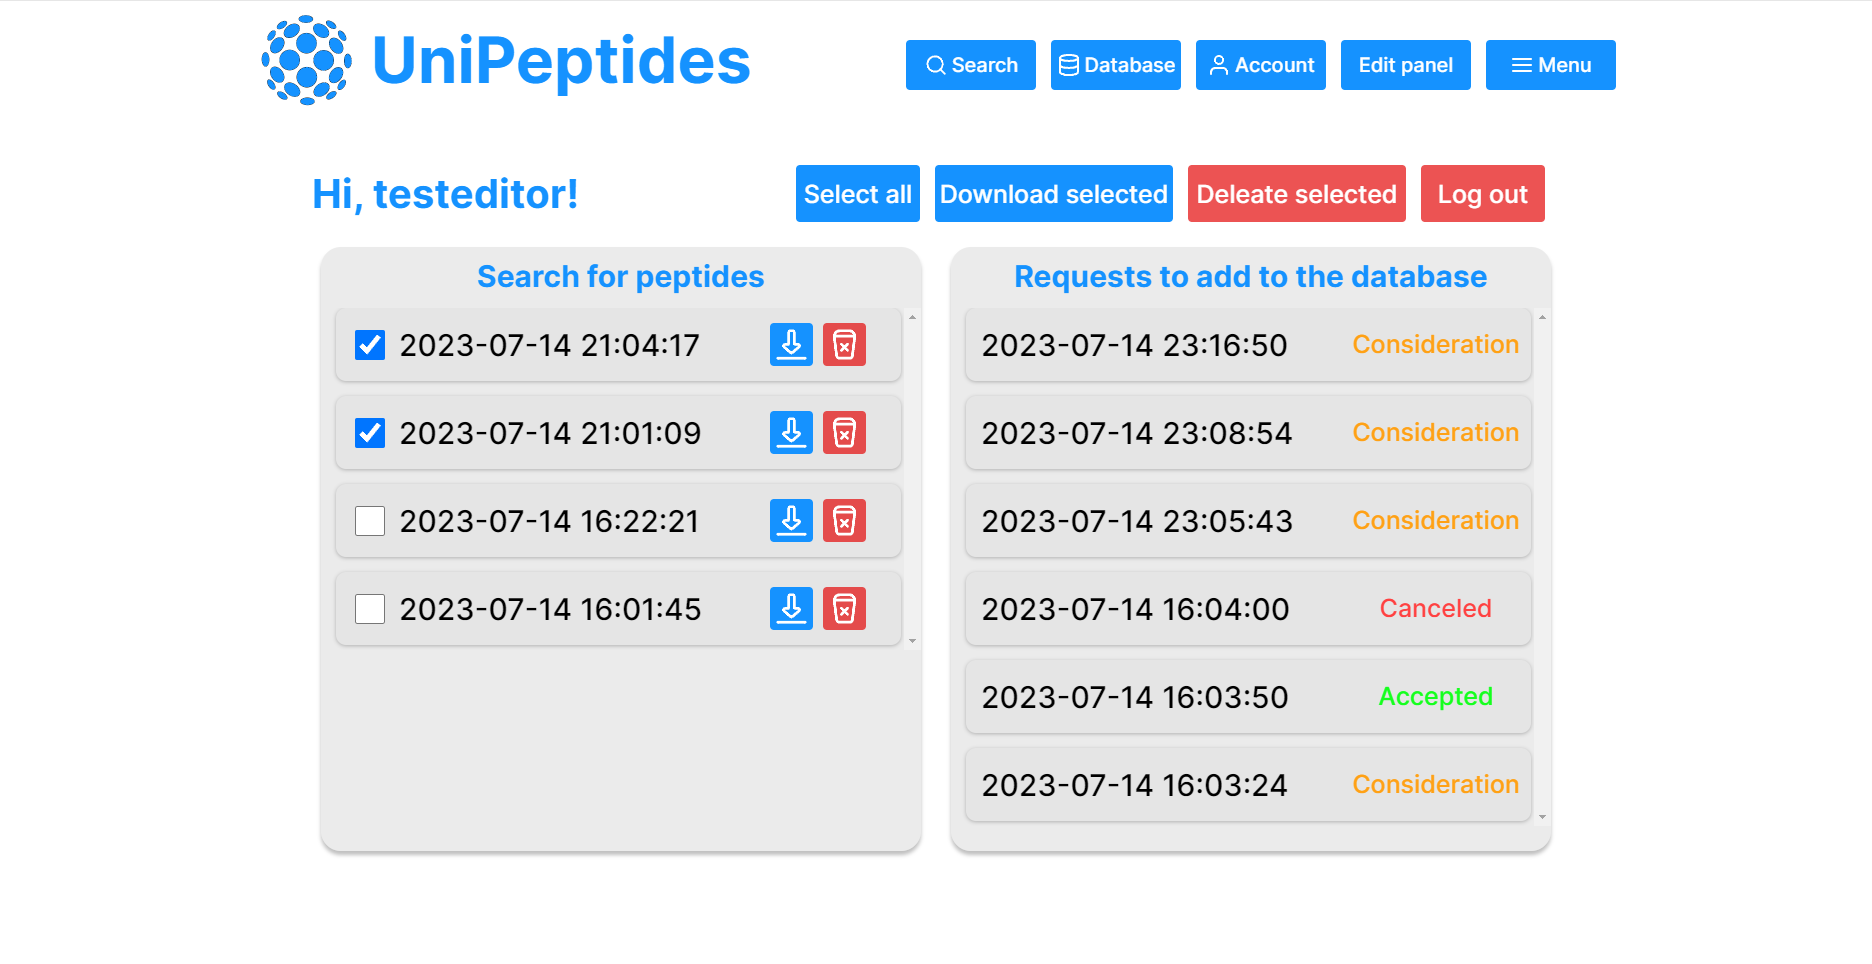 UniPeptides
Search
Database
Account
Edit panel
Menu
Hi, testeditor!
Select all
Download selected
Deleate selected
Log out
Search for peptides
2023-07-14 21:04:17
2023-07-14 21:01:09
2023-07-14 16:22:21
2023-07-14 16:01:45
Requests to add to the database
2023-07-14 23:16:50 Consideration
2023-07-14 23:08:54 Consideration
2023-07-14 23:05:43 Consideration
2023-07-14 16:04:00 Canceled
2023-07-14 16:03:50 Accepted
2023-07-14 16:03:24 Consideration